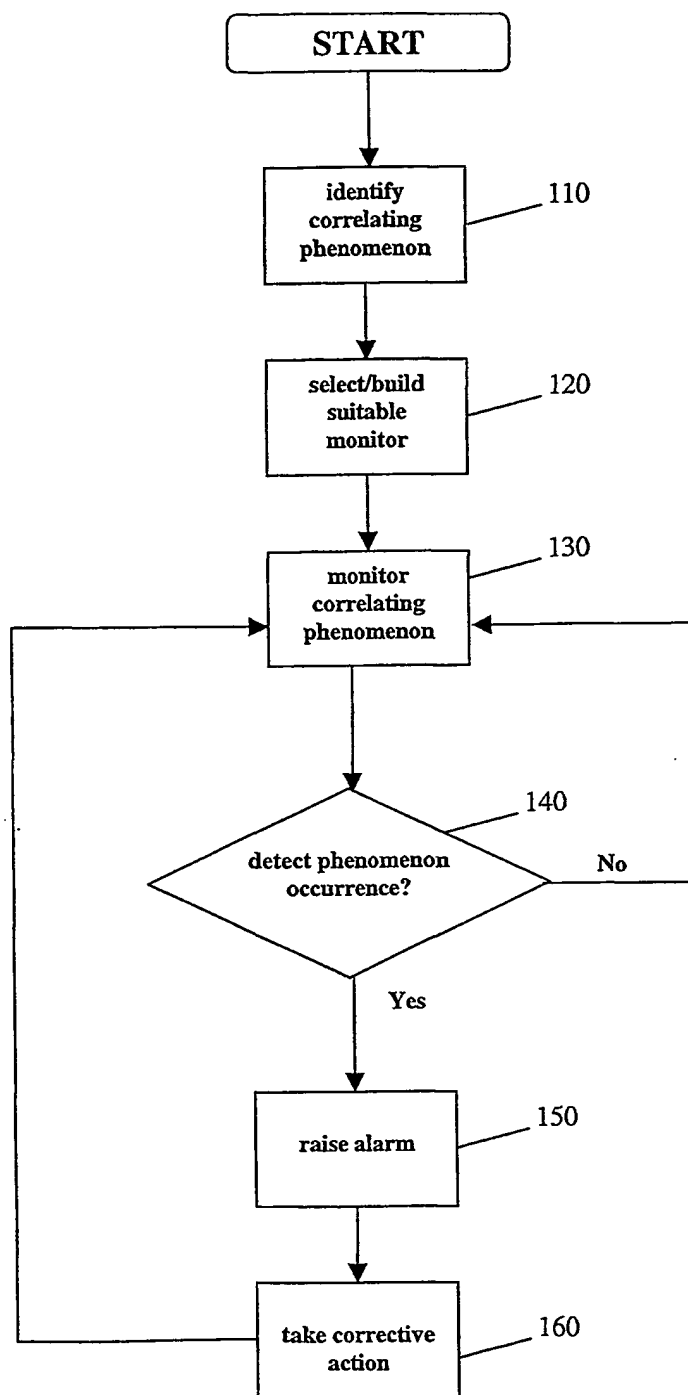 START
identify
correlating
phenomenon
110
select/build
suitable
monitor
120
monitor
correlating
phenomenon
130
detect phenomenon
occurrence?
140
No
Yes
raise alarm
150
take corrective
action
160